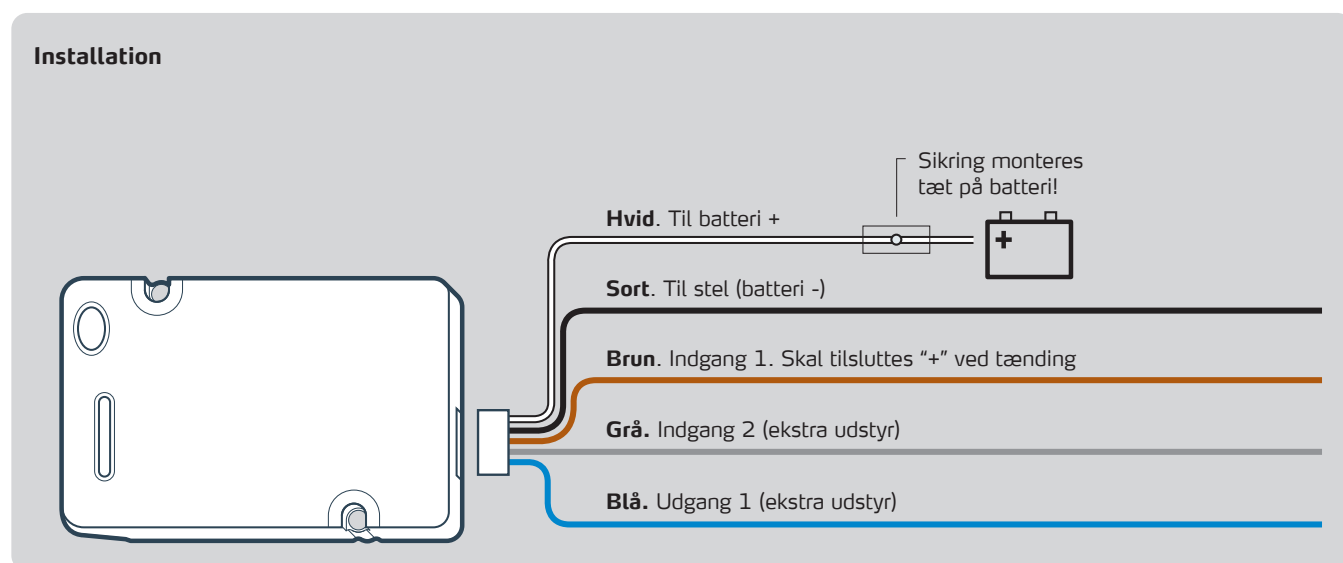 Installation
Sikring monteres
tæt på batteri!
Hvid. Til batteri +
+
Sort. Til stel (batteri -)
Brun. Indgang 1. Skal tilsluttes “+” ved tænding
Grå. Indgang 2 (ekstra udstyr)
Blå. Udgang 1 (ekstra udstyr)